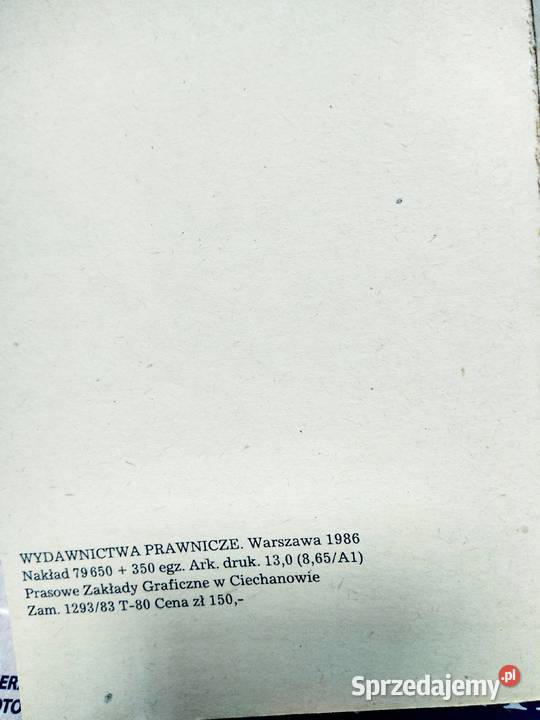 WYDAWNICTWA PRAWNICZE. Warszawa 1986
Nakład 79 650 + 350 egz. Ark. druk. 13,0 (8,65/A1)
Prasowe Zakłady Graficzne w Ciechanowie
Zam. 1293/83 T-80 Cena zł 150,-
Sprzedajemy.pl